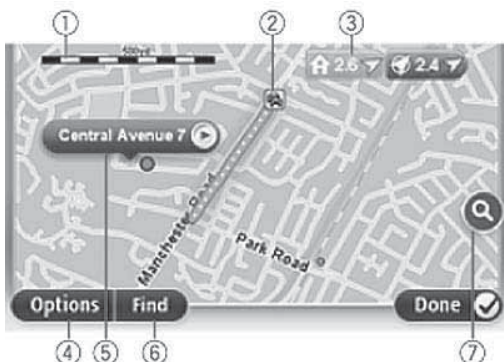 ① ② ③
500yd
2.6 2.4
Central Avenue 7
Manchester Road
Park Road
Options Find Done
④ ⑤ ⑥ ⑦